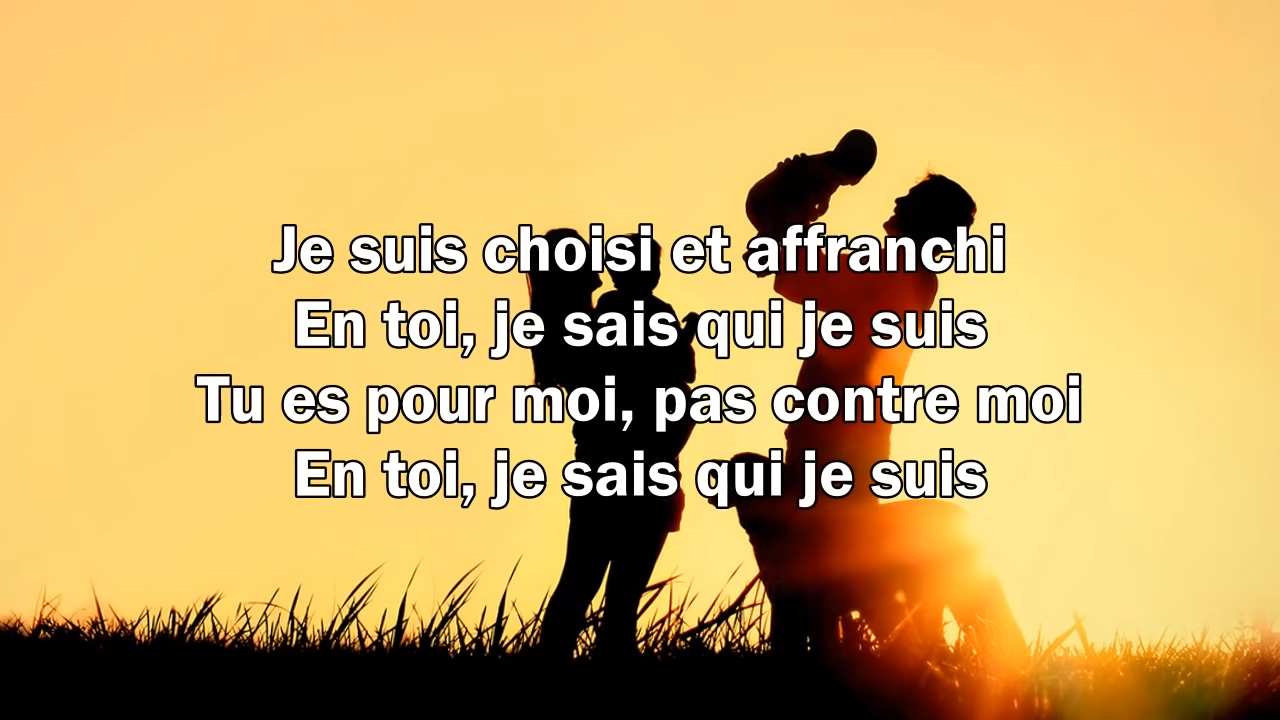 Je suis choisi et affranchi
En toi, je sais qui je suis
Tu es pour moi, pas contre moi
En toi, je sais qui je suis